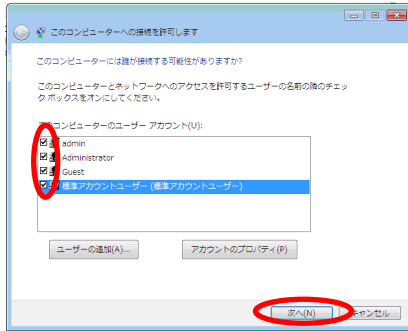 このコンピューターへの接続を許可します
このコンピューターには誰が接続する可能性がありますか?
このコンピューターとネットワークへのアクセスを許可するユーザーの名前の隣のチェッ
ク ボックスをオンにしてください。
このコンピューターのユーザー アカウント(U):
admin
Administrator
Guest
標準アカウントユーザー (標準アカウントユーザー)
ユーザーの追加(A)...
アカウントのプロパティ(P)
次へ(N)
キャンセル